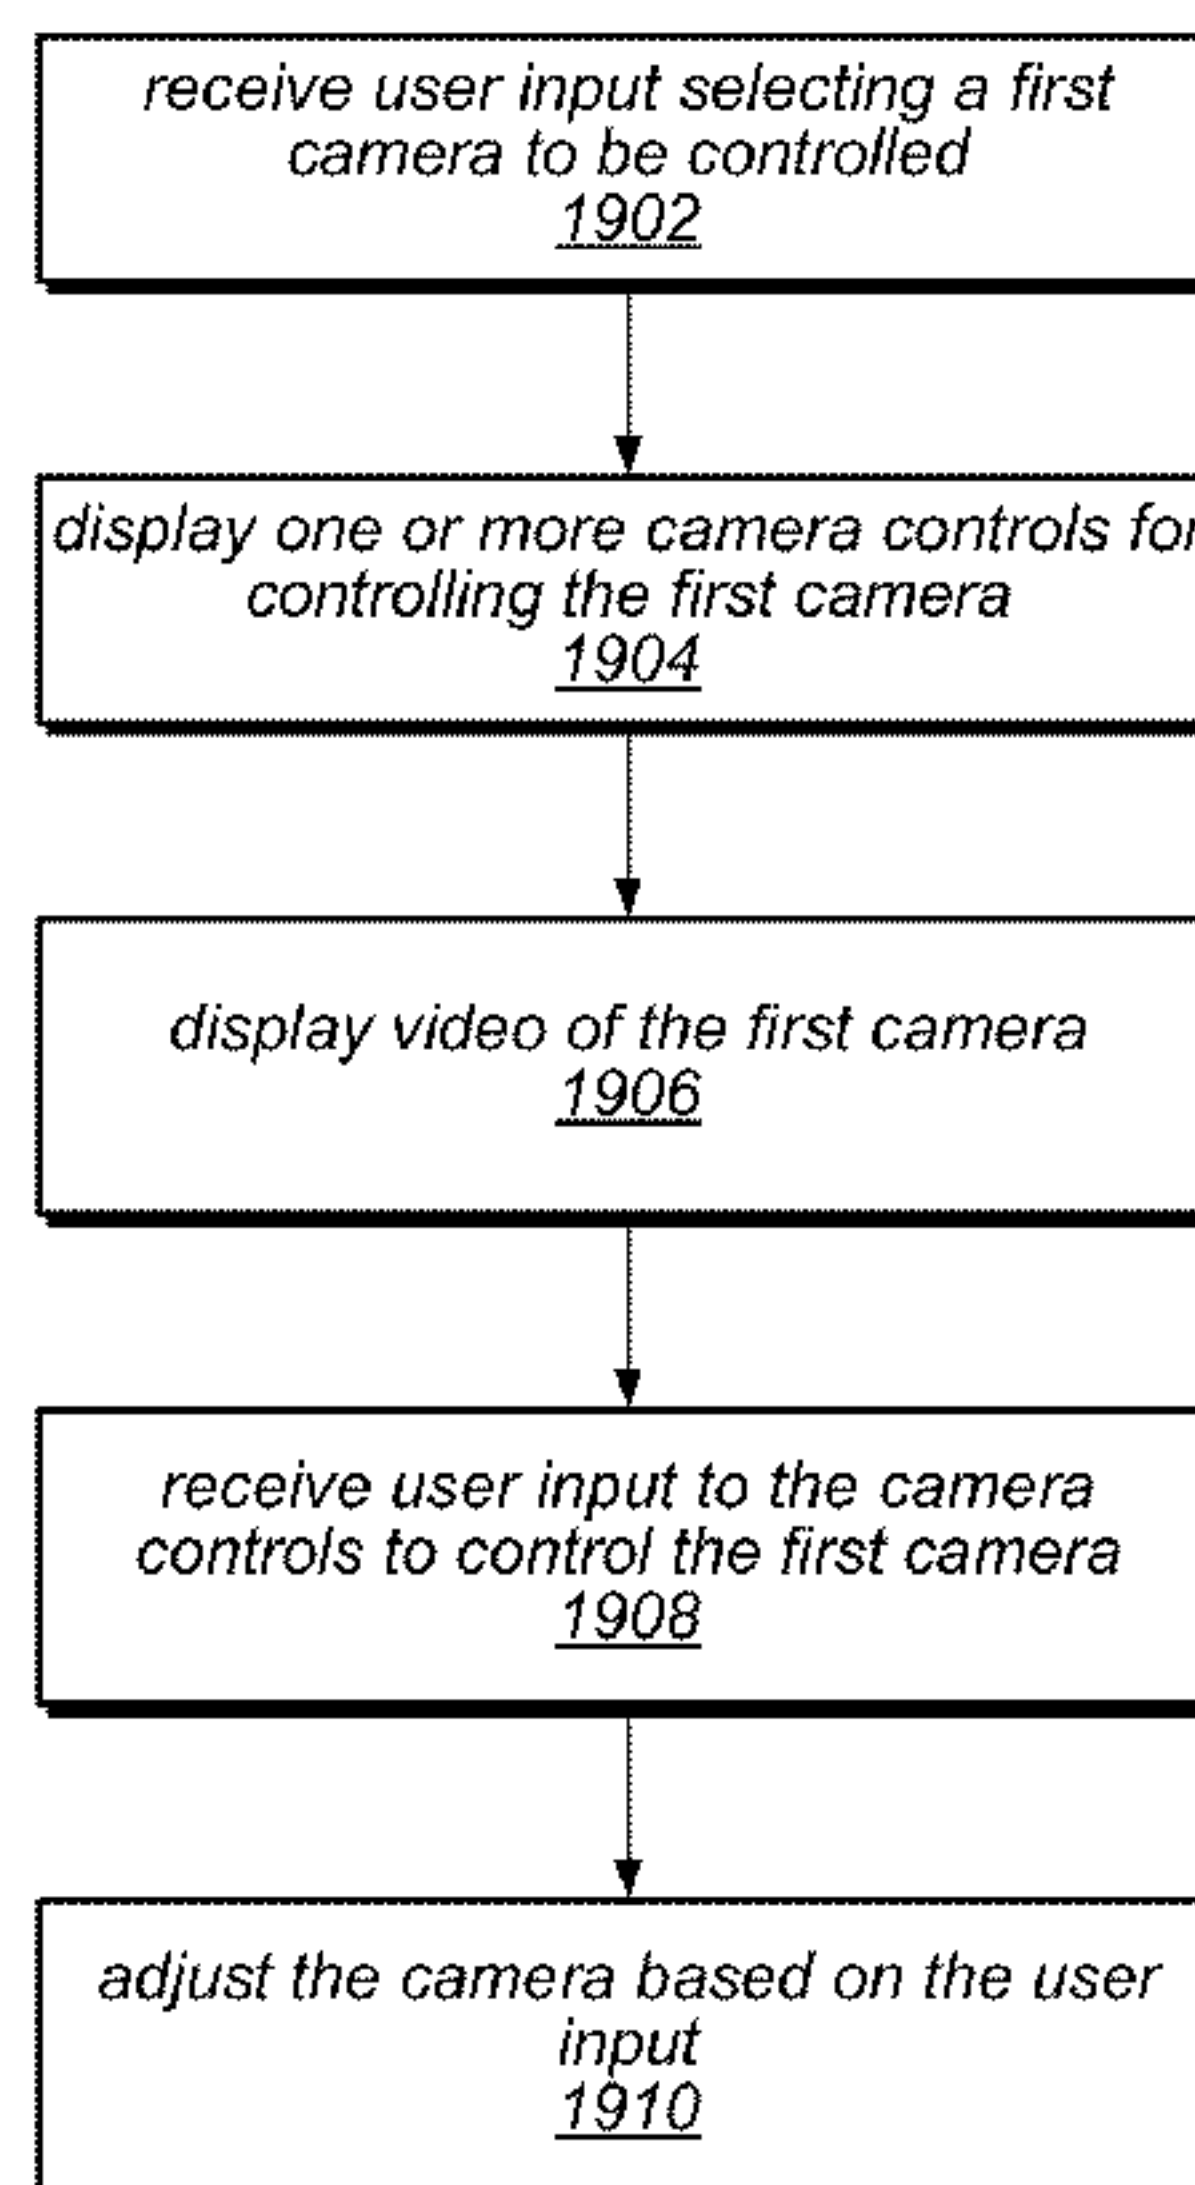 receive user input selecting a first
camera to be controlled
1902
display one or more camera controls for
controlling the first camera
1904
display video of the first camera
1906
receive user input to the camera
controls to control the first camera
1908
adjust the camera based on the user
input
1910